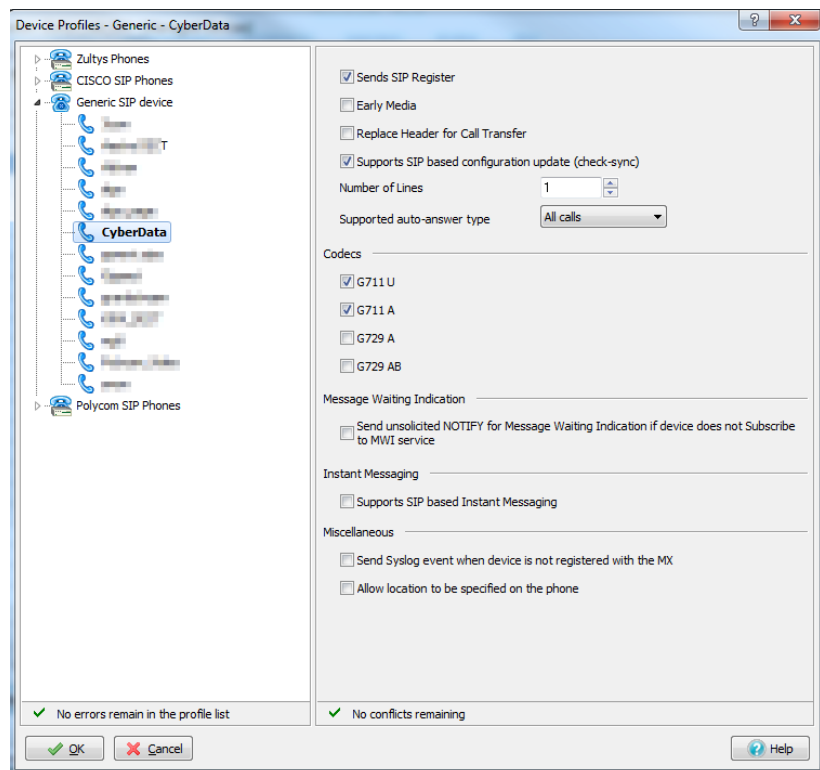 Device Profiles - Generic - CyberData
Zultys Phones
CISCO SIP Phones
Generic SIP device
T
CyberData
Polycom SIP Phones
No errors remain in the profile list
Sends SIP Register
Early Media
Replace Header for Call Transfer
Supports SIP based configuration update (check-sync)
Number of Lines 1
Supported auto-answer type All calls
Codecs
G711 U
G711 A
G729 A
G729 AB
Message Waiting Indication
Send unsolicited NOTIFY for Message Waiting Indication if device does not Subscribe
to MWI service
Instant Messaging
Supports SIP based Instant Messaging
Miscellaneous
Send Syslog event when device is not registered with the MX
Allow location to be specified on the phone
No conflicts remaining
OK Cancel Help